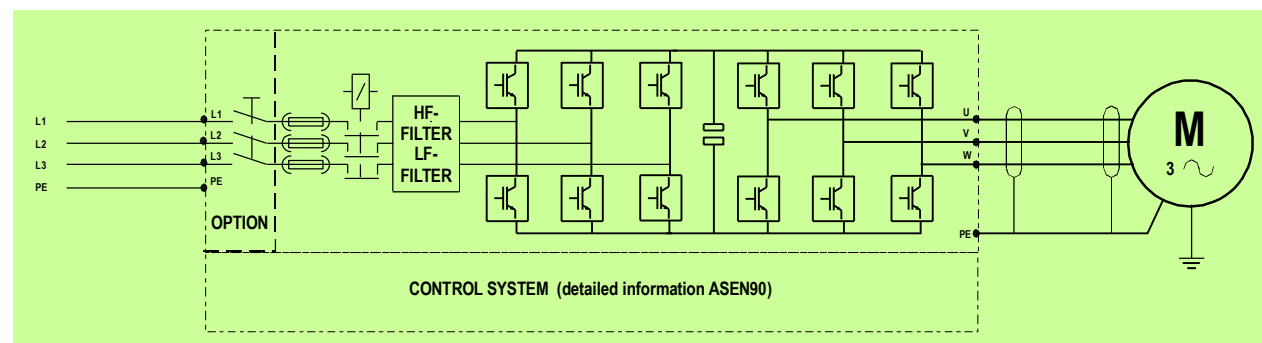 L1
L2
L3
PE
L1
L2
L3
PE
OPTION
HF-
FILTER
LF-
FILTER
U
V
W
PE
M
3
CONTROL SYSTEM (detailed information ASEN90)